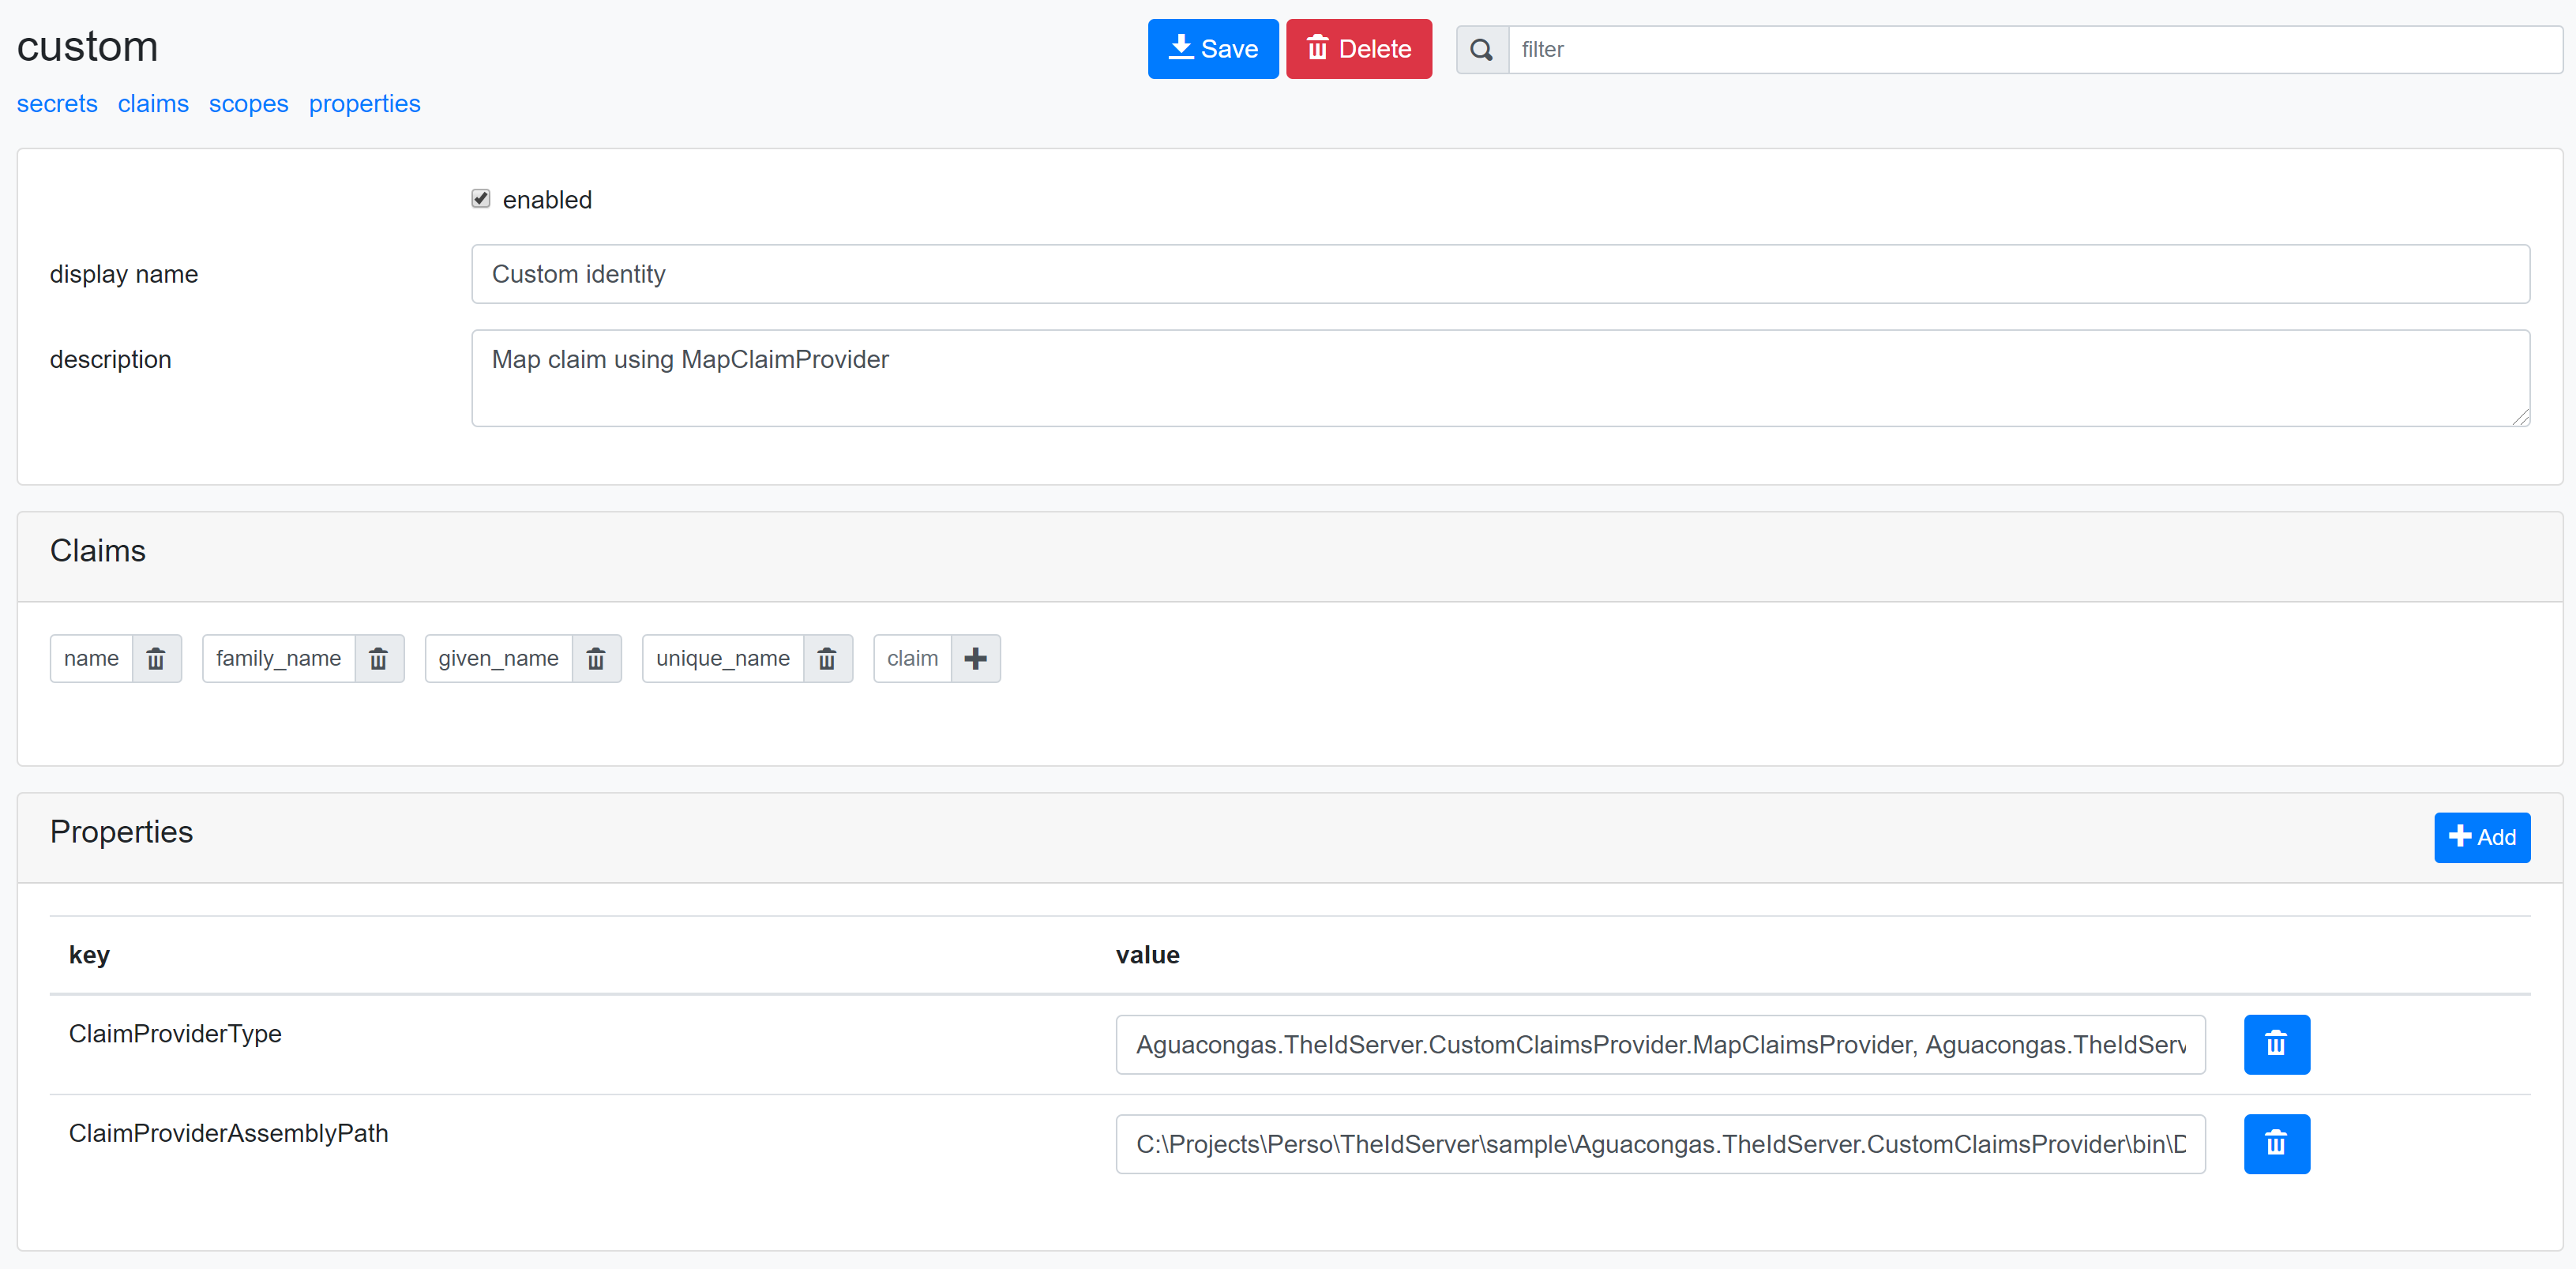 custom
Save Delete filter
secrets claims scopes properties
enabled
display name Custom identity
description Map claim using MapClaimProvider
Claims
name family_name given_name unique_name claim
Properties Add
key value
ClaimProviderType Aguacongas.TheIdServer.CustomClaimsProvider.MapClaimsProvider, Aguacongas.TheIdServ
ClaimProviderAssemblyPath C:\Projects\Perso\TheIdServer\sample\Aguacongas.TheIdServer.CustomClaimsProvider\bin\D